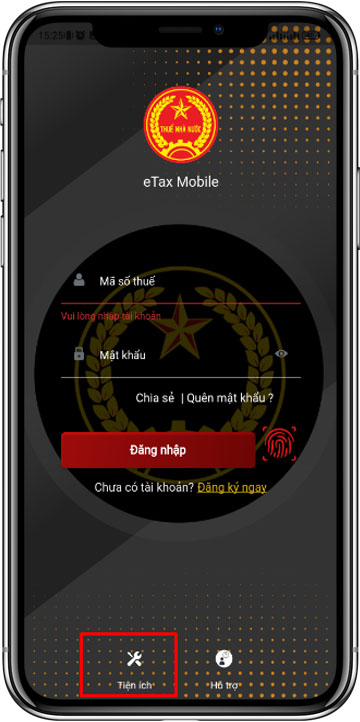 15:25
THUẾ NHÀ NƯỚC
eTax Mobile
Mã số thuế
Vui lòng nhập tài khoản
Mật khẩu
Chia sẻ | Quên mật khẩu ?
Đăng nhập
Chưa có tài khoản? Đăng ký ngay
Tiện ích Hỗ trợ